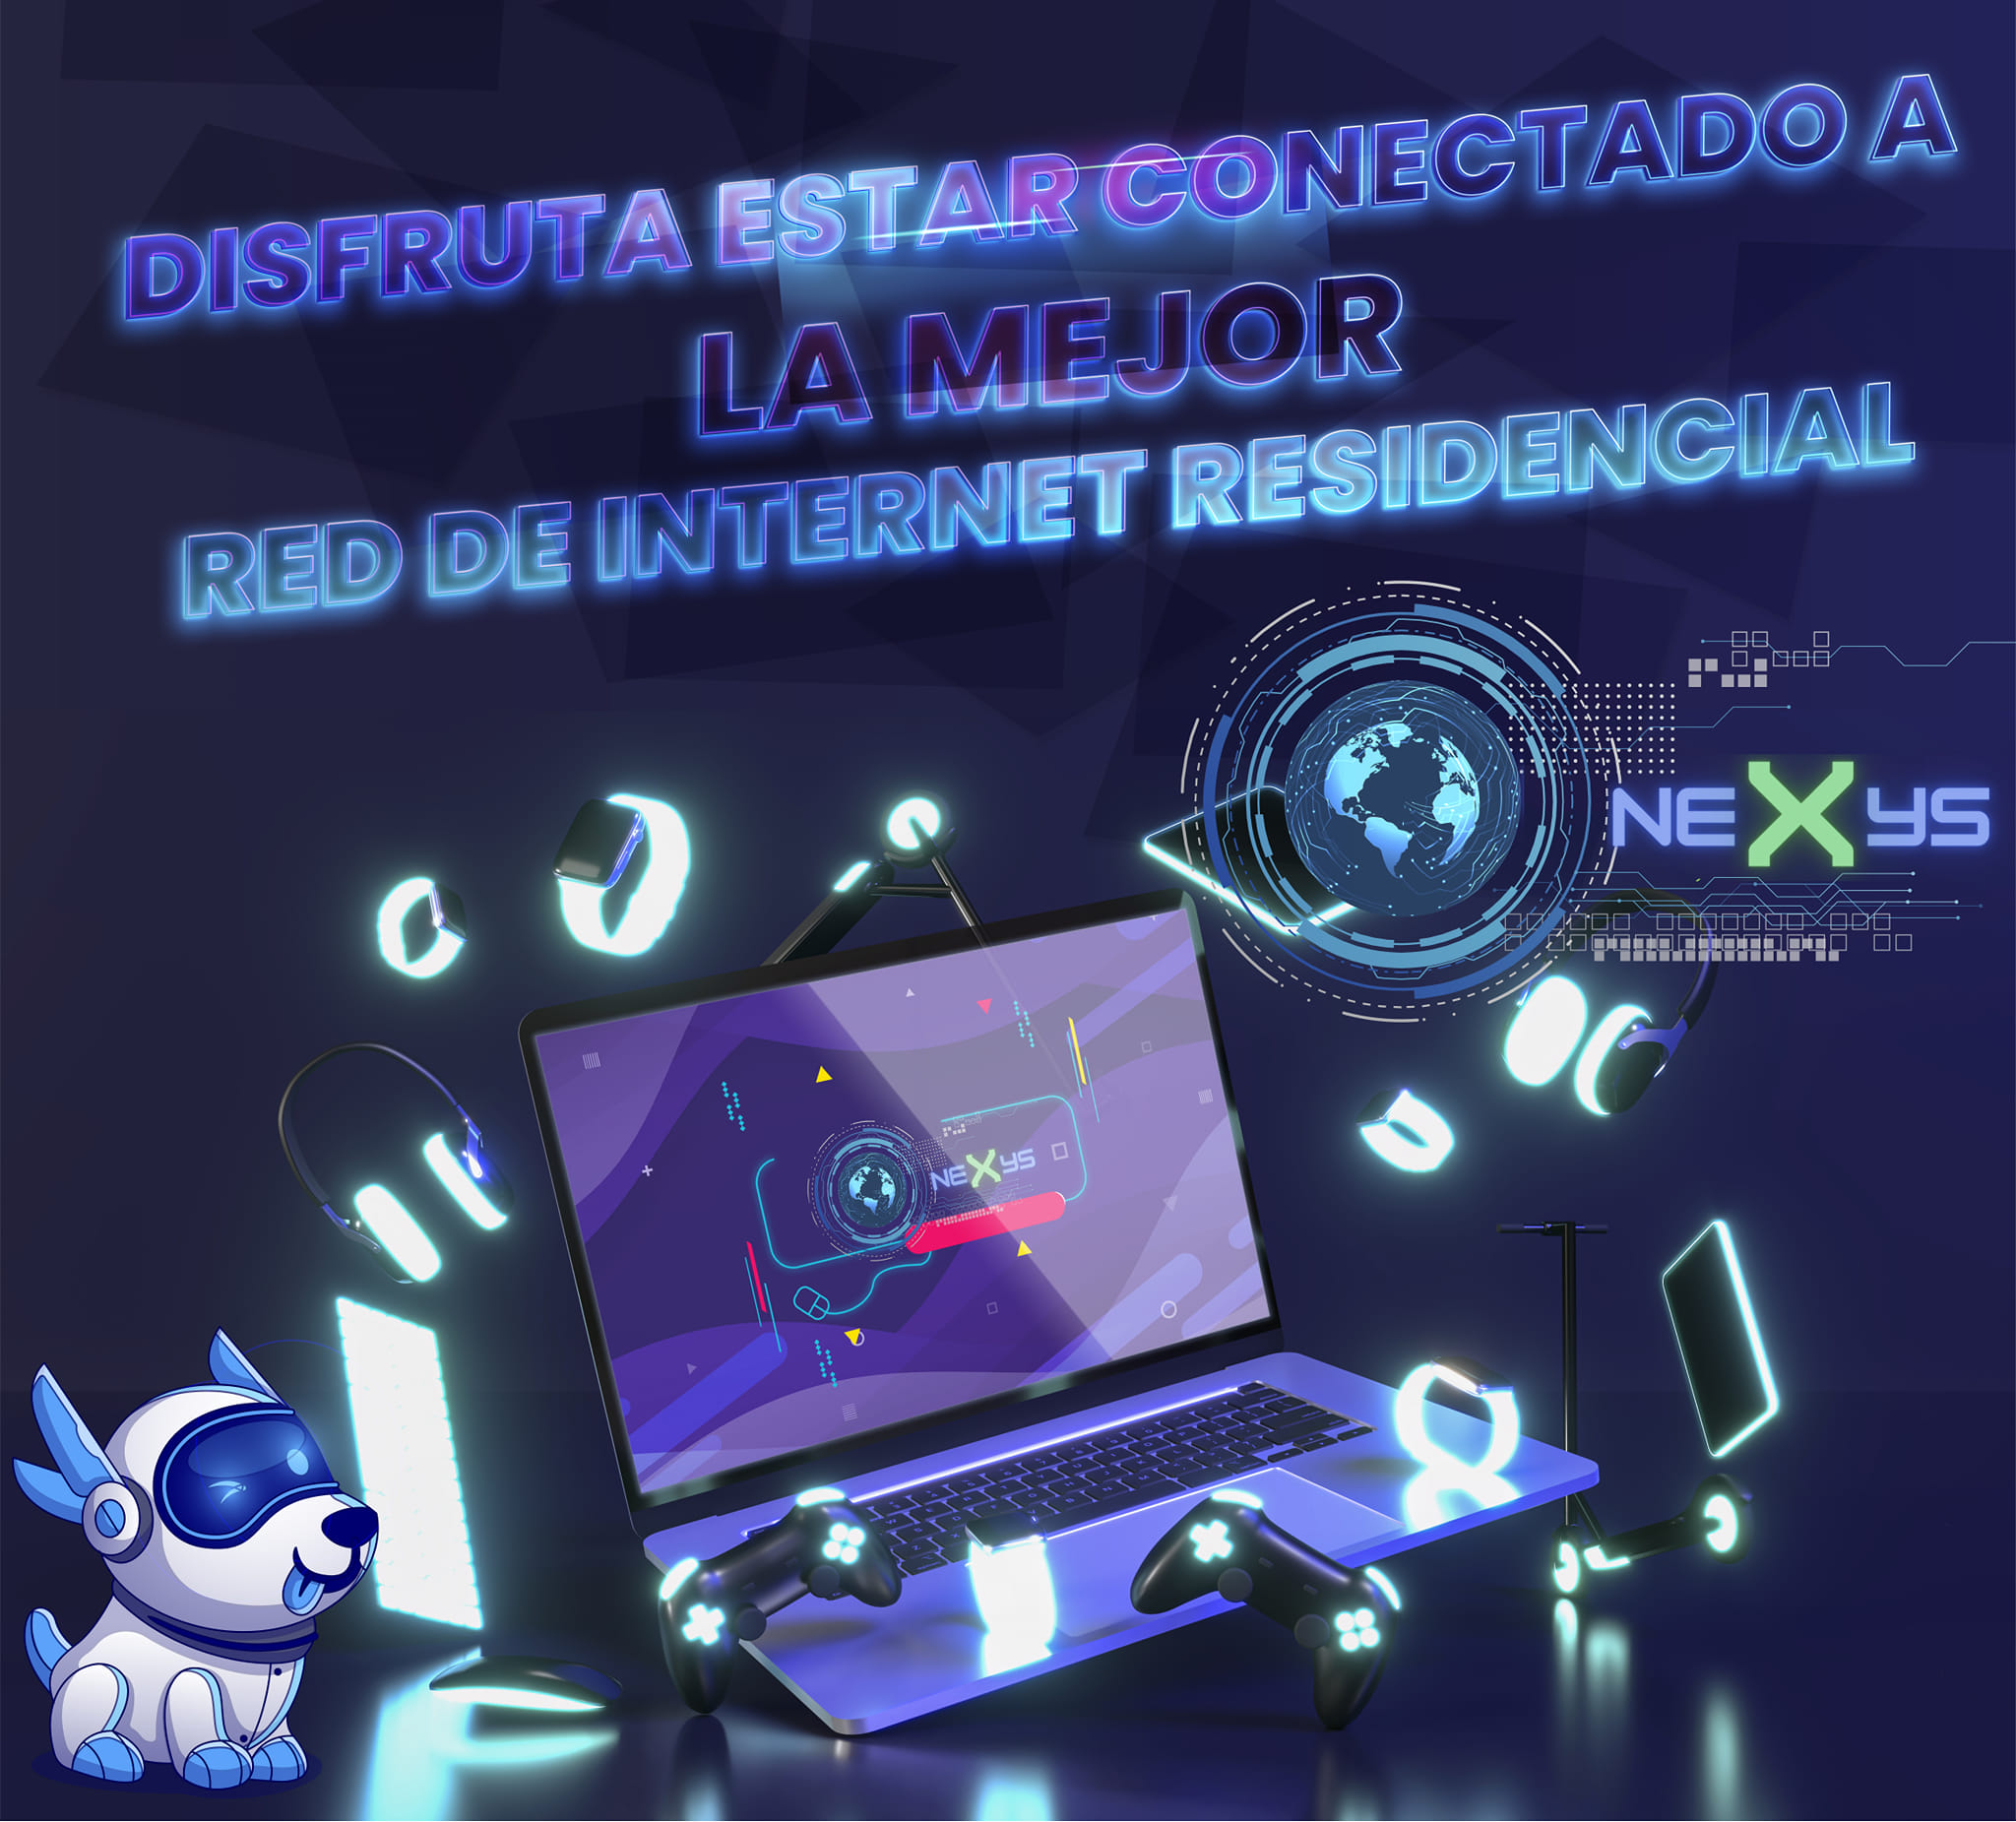 DISFRUTA ESTAR CONECTADO A
LA MEJOR
RED DE INTERNET RESIDENCIAL
NEXYS
NEXYS